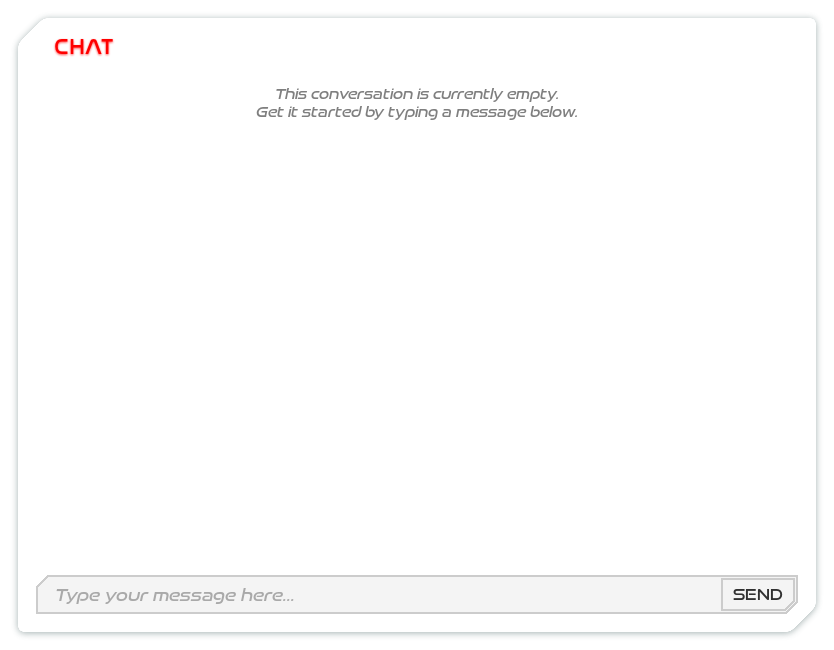 CHAT
This conversation is currently empty.
Get it started by typing a message below.
Type your message here...
SEND